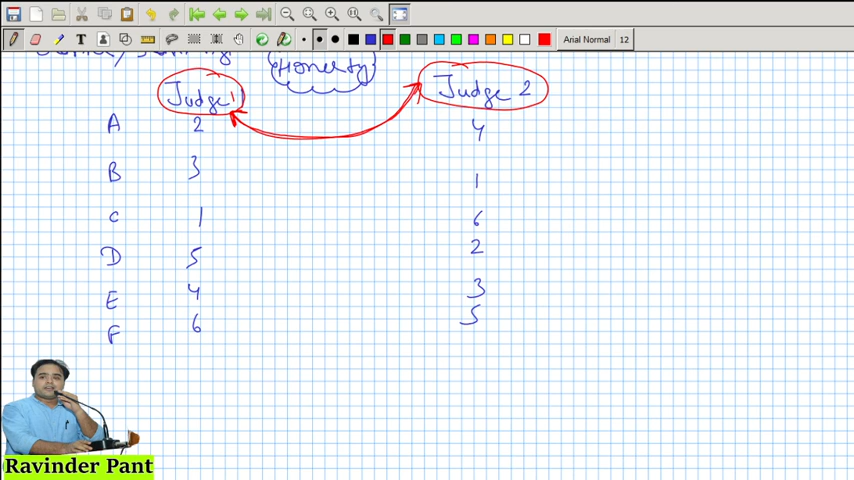 Arial Normal 12
Honesty
Judge 1 Judge 2
A 2 4
B 3 1
C 1 6
D 5 2
E 4 3
F 6 5
Ravinder Pant